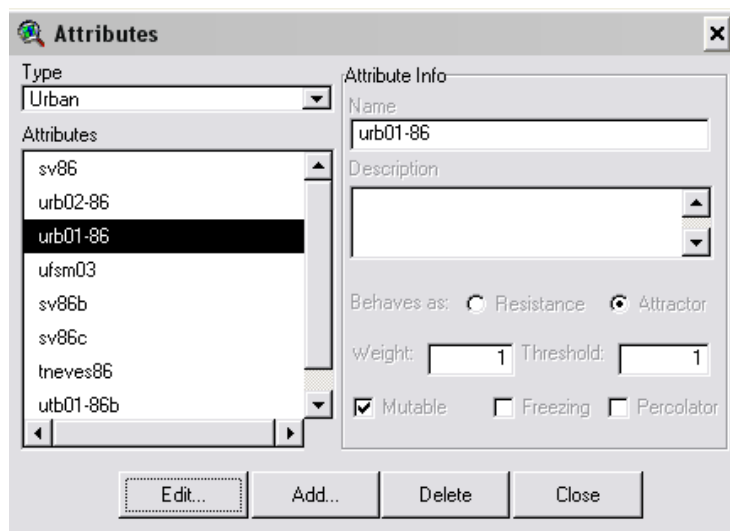 Attributes
Type
Urban
Attributes
sv86
urb02-86
urb01-86
ufsm03
sv86b
sv86c
tneves86
utb01-86b
Attribute Info
Name
urb01-86
Description
Behaves as: Resistance Attractor
Weight: 1 Threshold: 1
Mutable Freezing Percolator
Edit... Add... Delete Close